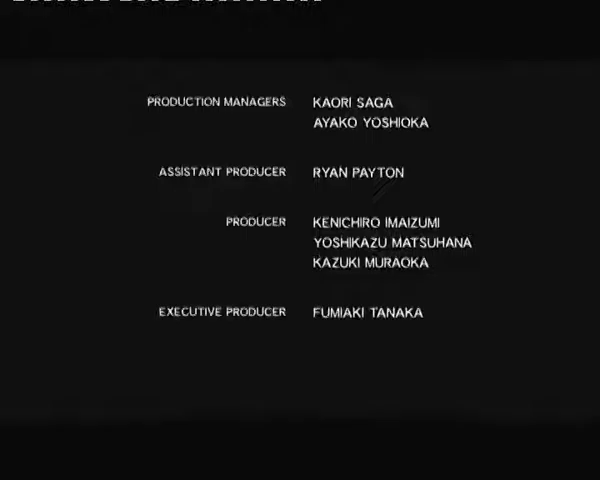 PRODUCTION MANAGERS KAORI SAGA
AYAKO YOSHIOKA
ASSISTANT PRODUCER RYAN PAYTON
PRODUCER KENICHIRO IMAIZUMI
YOSHIKAZU MATSUHANA
KAZUKI MURAOKA
EXECUTIVE PRODUCER FUMIAKI TANAKA